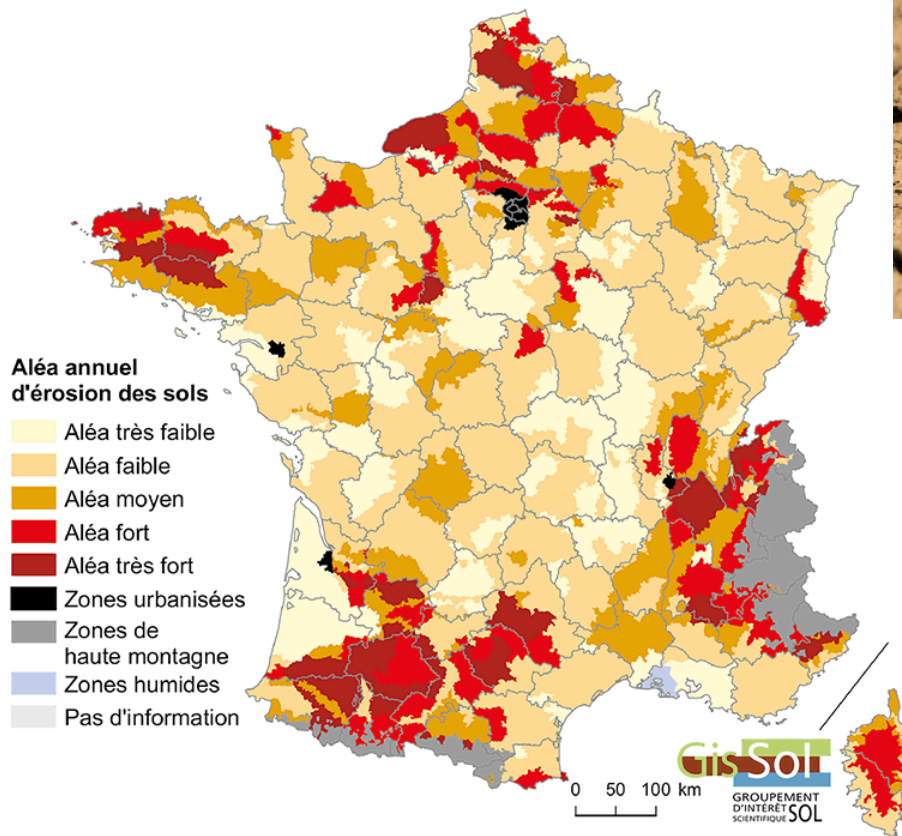 Aléa annuel
d'érosion des sols
Aléa très faible
Aléa faible
Aléa moyen
Aléa fort
Aléa très fort
Zones urbanisées
Zones de
haute montagne
Zones humides
Pas d'information
0 50 100 km
Gis Sol
GROUPEMENT
D'INTÉRÊT
SCIENTIFIQUE SOL